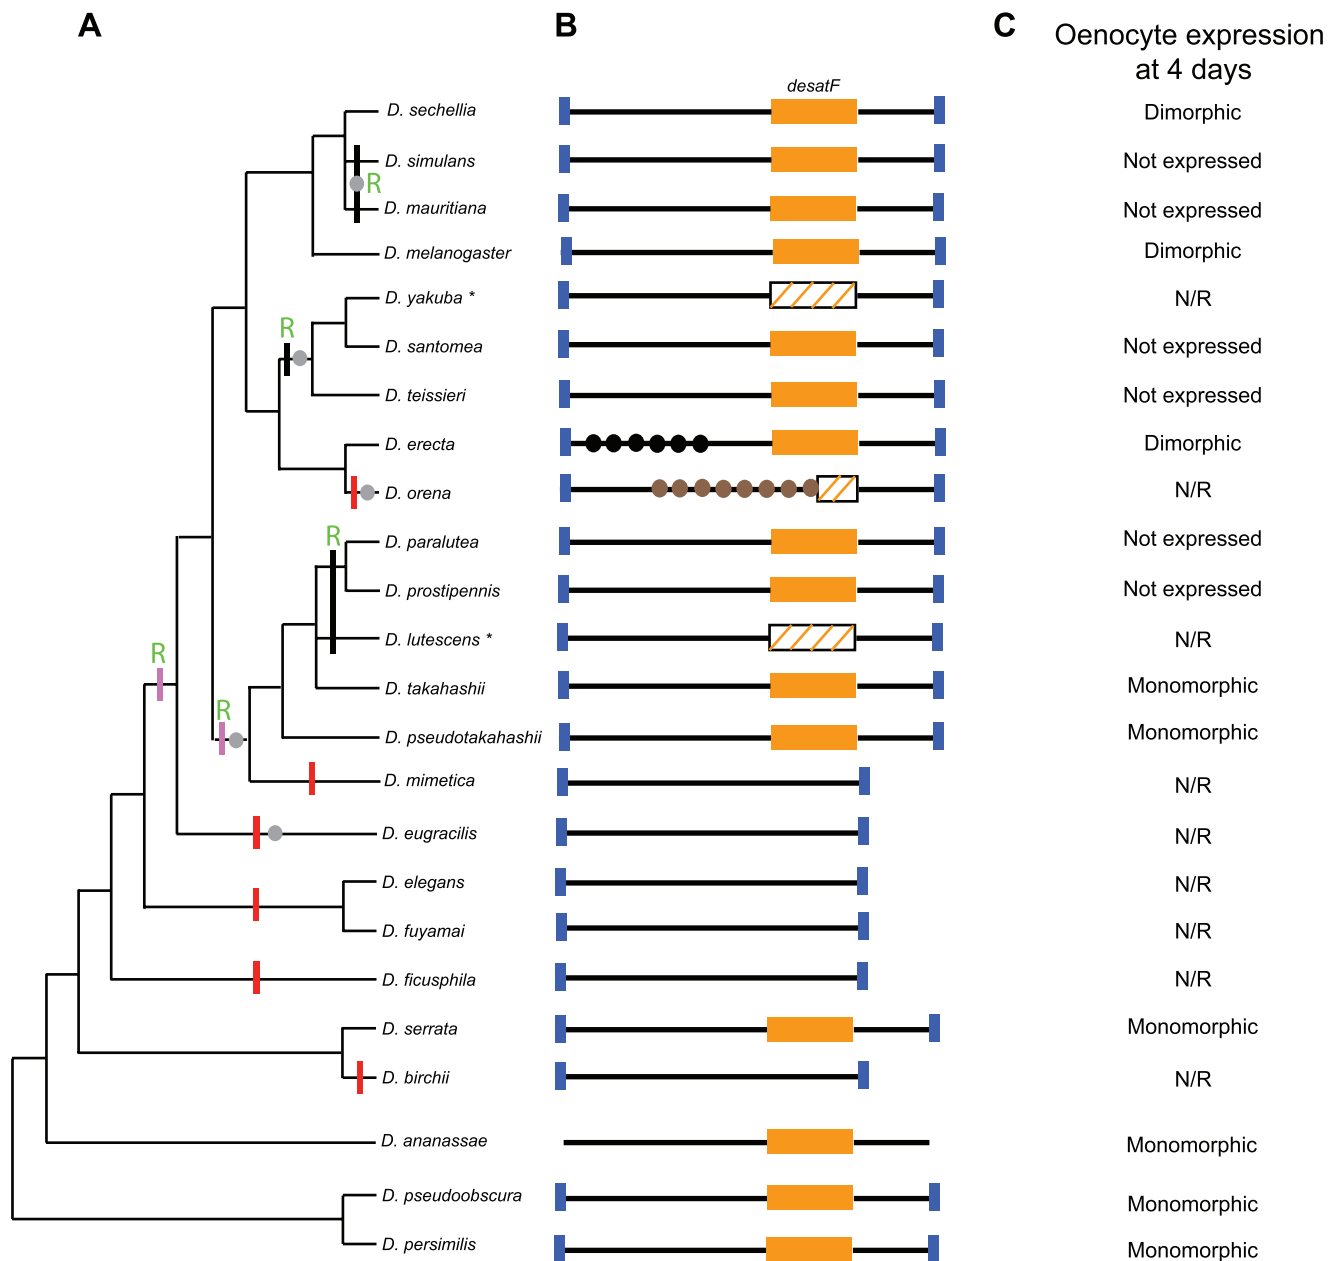 A
B
C
Oenocyte expression
at 4 days
desatF
D. sechellia
Dimorphic
D. simulans
Not expressed
R
D. mauritiana
Not expressed
D. melanogaster
Dimorphic
D. yakuba *
N/R
R
D. santomea
Not expressed
D. teissieri
Not expressed
D. erecta
Dimorphic
D. orena
N/R
R
D. paralutea
Not expressed
D. prostipennis
Not expressed
D. lutescens *
N/R
R
D. takahashii
Monomorphic
R
D. pseudotakahashii
Monomorphic
D. mimetica
N/R
D. eugracilis
N/R
D. elegans
N/R
D. fuyamai
N/R
D. ficusphila
N/R
D. serrata
Monomorphic
D. birchii
N/R
D. ananassae
Monomorphic
D. pseudoobscura
Monomorphic
D. persimilis
Monomorphic